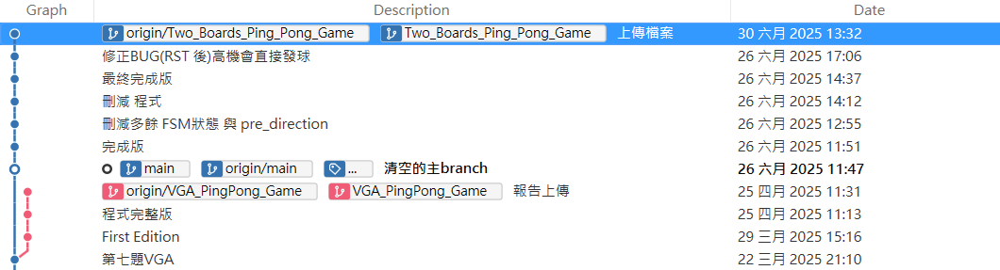 Graph Description Date
origin/Two_Boards_Ping_Pong_Game Two_Boards_Ping_Pong_Game 上傳檔案 30 六月 2025 13:32
修正BUG(RST 後)高機會直接發球 26 六月 2025 17:06
最終完成版 26 六月 2025 14:37
刪減 程式 26 六月 2025 14:12
刪減多餘 FSM狀態 與 pre_direction 26 六月 2025 12:55
完成版 26 六月 2025 11:51
main origin/main ... 清空的主branch 26 六月 2025 11:47
origin/VGA_PingPong_Game VGA_PingPong_Game 報告上傳 25 四月 2025 11:31
程式完整版 25 四月 2025 11:13
First Edition 29 三月 2025 15:16
第七題VGA 22 三月 2025 21:10